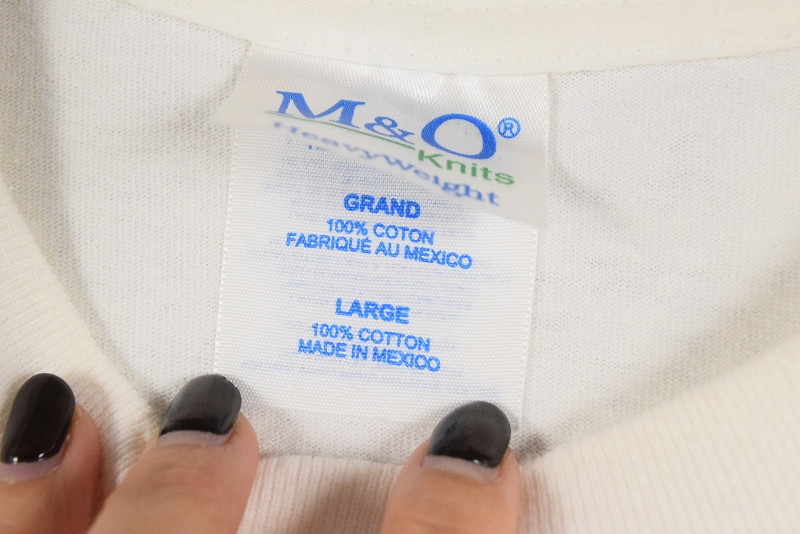 M&O®
Knits
HeavyWeight
GRAND
100% COTON
FABRIQUÉ AU MEXICO
LARGE
100% COTTON
MADE IN MEXICO